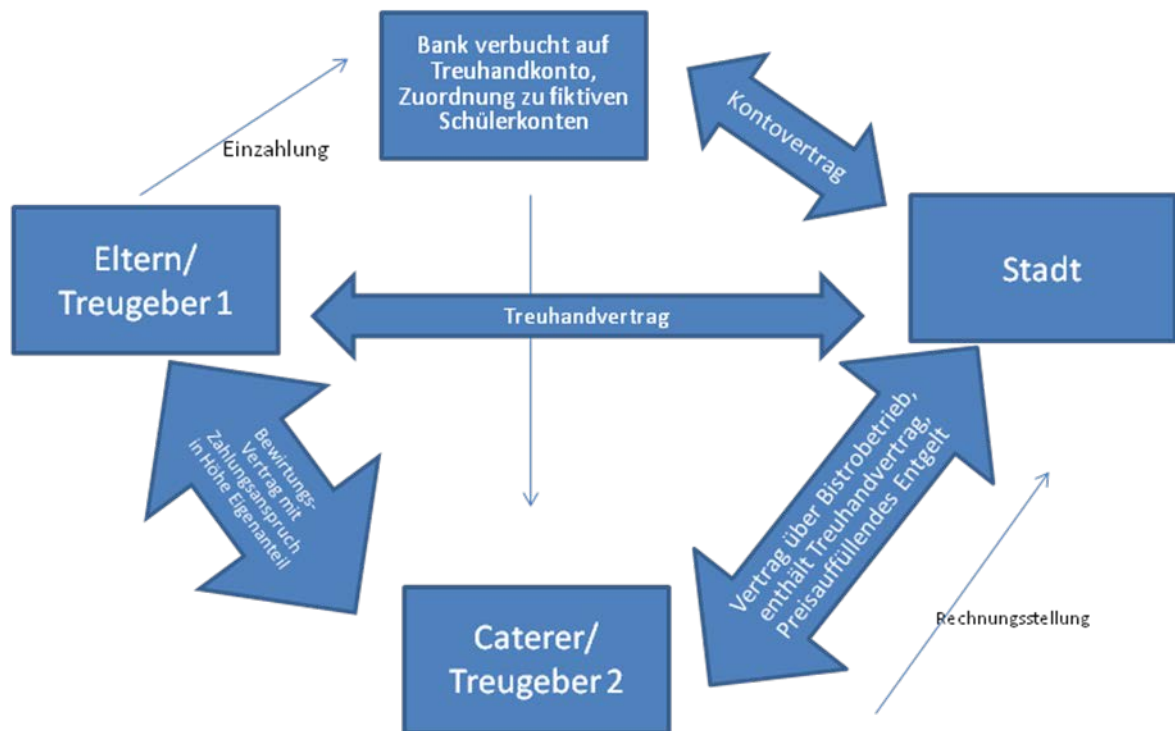 Bank verbucht auf
Treuhandkonto,
Zuordnung zu fiktiven
Schülerkonten
Einzahlung
Kontovertrag
Eltern/
Treugeber 1
Stadt
Treuhandvertrag
Bewirtungs-
Vertrag mit
Zahlungsanspruch
in Höhe Eigenanteil
Vertrag über Bistrobetrieb,
enthält Treuhandvertrag,
Preisauffüllendes Entgelt
Rechnungsstellung
Caterer/
Treugeber 2